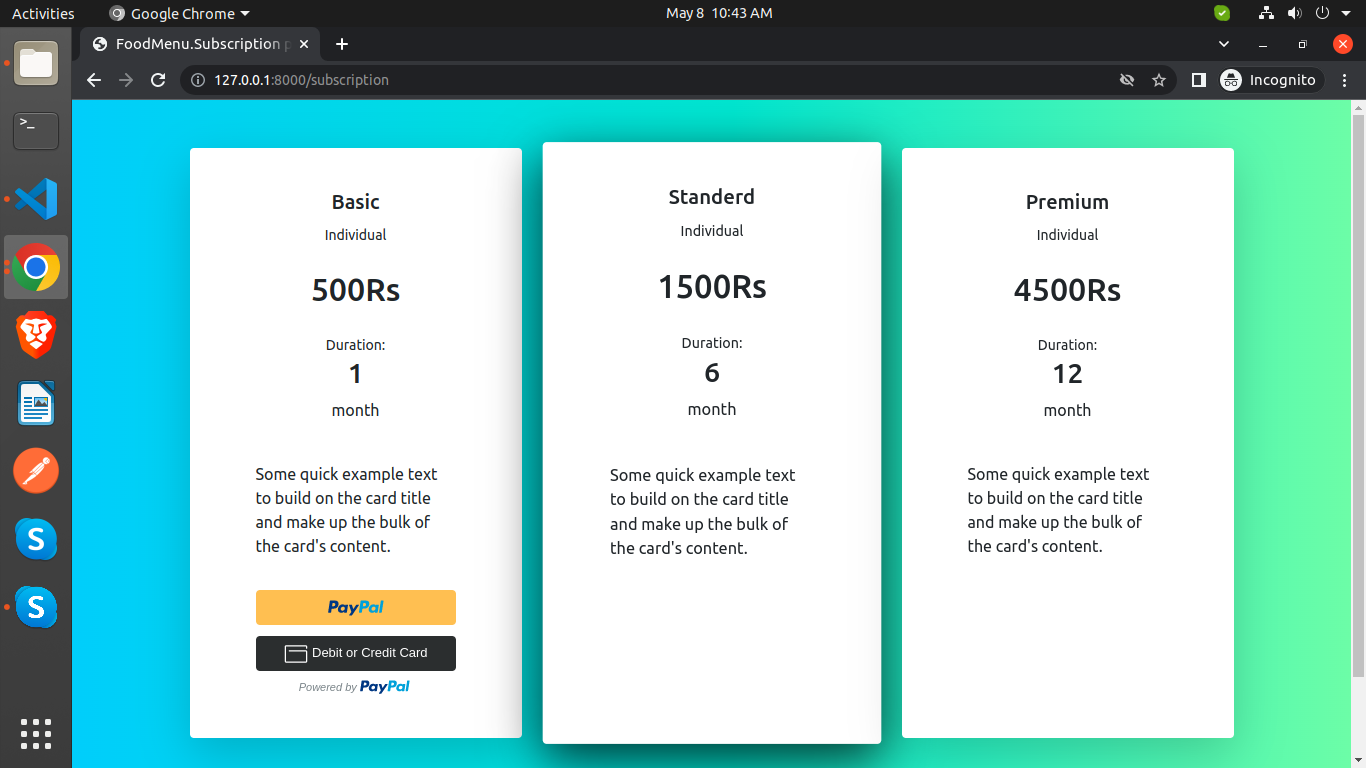 Activities
Google Chrome
May 8 10:43 AM
FoodMenu.Subscription p
127.0.0.1:8000/subscription
Incognito
>_
S
S
Basic
Individual
500Rs
Duration:
1
month
Some quick example text
to build on the card title
and make up the bulk of
the card's content.
PayPal
Debit or Credit Card
Powered by PayPal
Standerd
Individual
1500Rs
Duration:
6
month
Some quick example text
to build on the card title
and make up the bulk of
the card's content.
Premium
Individual
4500Rs
Duration:
12
month
Some quick example text
to build on the card title
and make up the bulk of
the card's content.